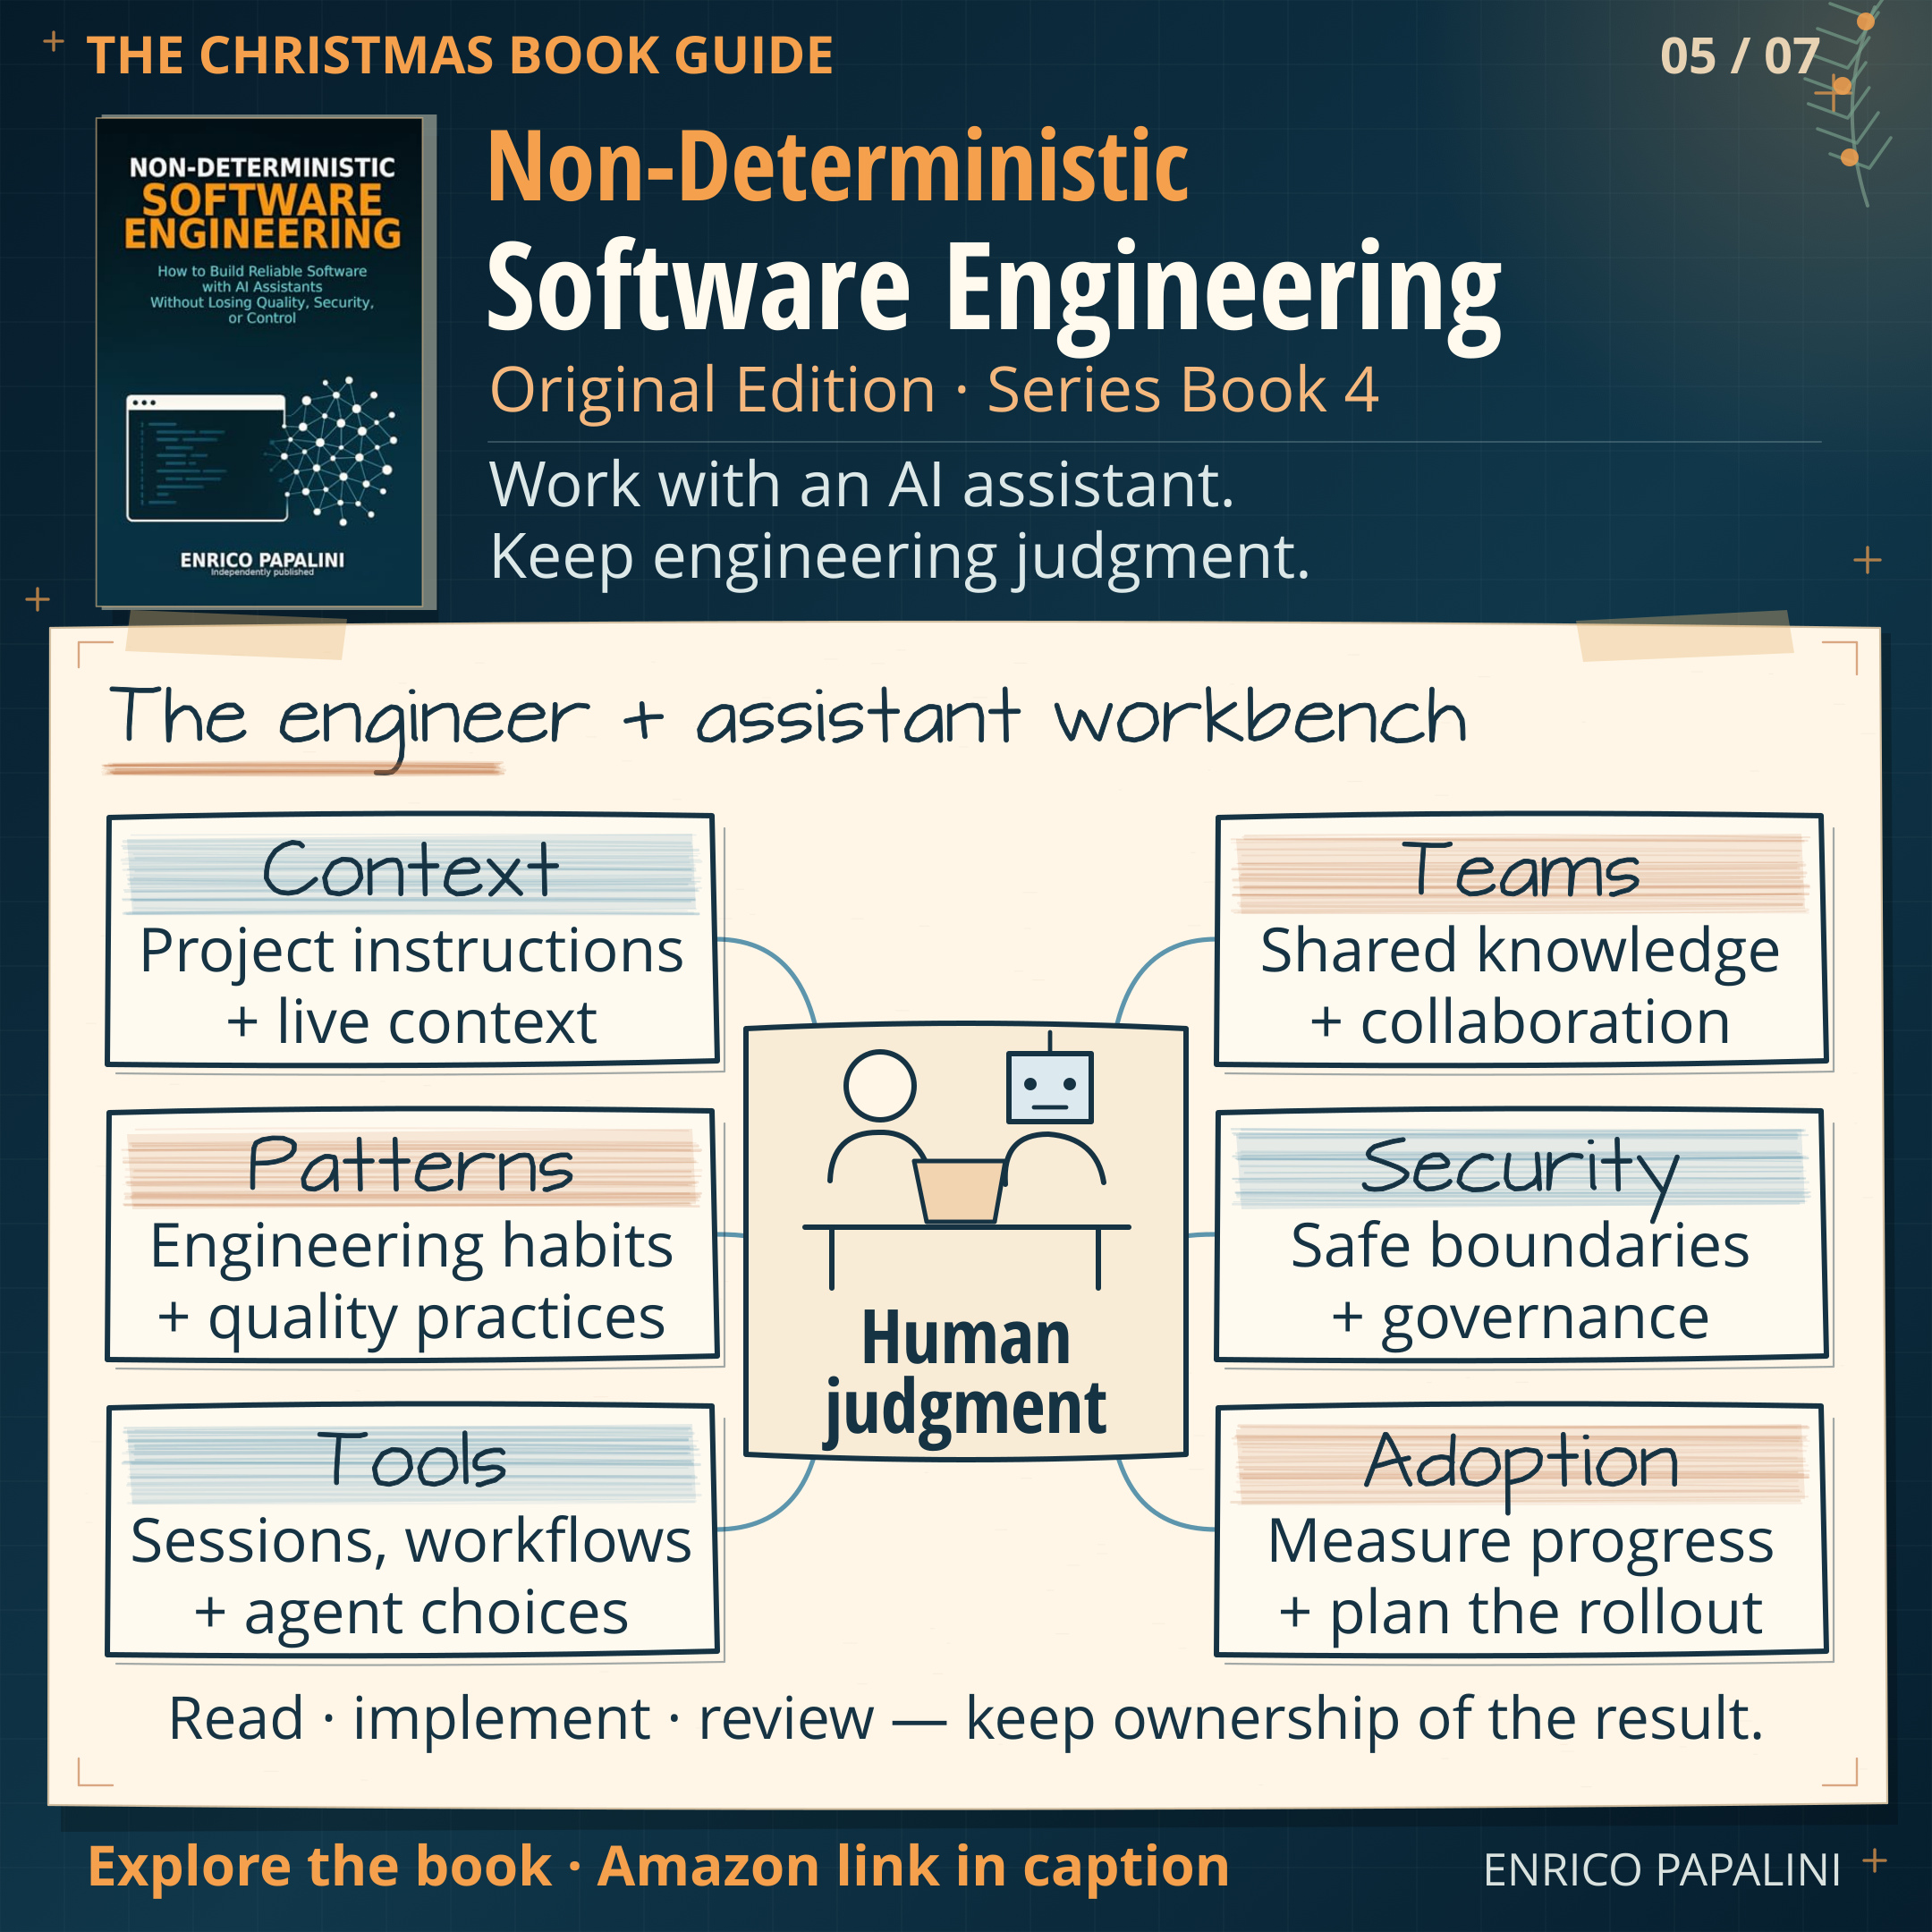 THE CHRISTMAS BOOK GUIDE
05 / 07
NON-DETERMINISTIC
SOFTWARE
ENGINEERING
How to Build Reliable Software
with AI Assistants
Without Losing Quality, Security,
or Control
ENRICO PAPALINI
Independently published
Non-Deterministic
Software Engineering
Original Edition · Series Book 4
Work with an AI assistant.
Keep engineering judgment.
The engineer + assistant workbench
Context
Project instructions
+ live context
Patterns
Engineering habits
+ quality practices
Tools
Sessions, workflows
+ agent choices
Human
judgment
Teams
Shared knowledge
+ collaboration
Security
Safe boundaries
+ governance
Adoption
Measure progress
+ plan the rollout
Read · implement · review — keep ownership of the result.
Explore the book · Amazon link in caption
ENRICO PAPALINI